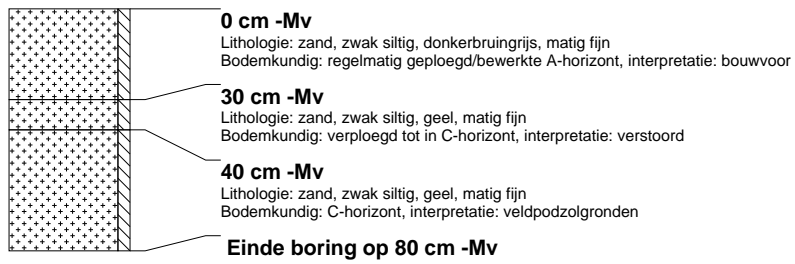 0 cm -Mv
Lithologie: zand, zwak siltig, donkerbruingrijs, matig fijn
Bodemkundig: regelmatig geploegd/bewerkte A-horizont, interpretatie: bouwvoor
30 cm -Mv
Lithologie: zand, zwak siltig, geel, matig fijn
Bodemkundig: verploegd tot in C-horizont, interpretatie: verstoord
40 cm -Mv
Lithologie: zand, zwak siltig, geel, matig fijn
Bodemkundig: C-horizont, interpretatie: veldpodzolgronden
Einde boring op 80 cm -Mv